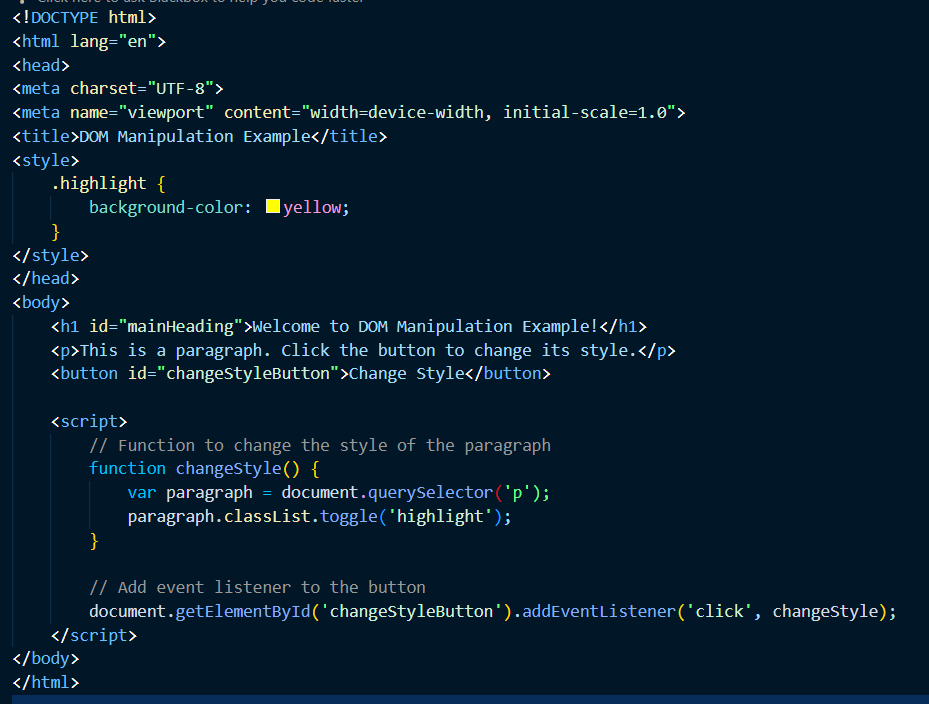 Click here to ask Blackbox to help you code faster
<!DOCTYPE html>
<html lang="en">
<head>
<meta charset="UTF-8">
<meta name="viewport" content="width=device-width, initial-scale=1.0">
<title>DOM Manipulation Example</title>
<style>
    .highlight {
        background-color: yellow;
    }
</style>
</head>
<body>
    <h1 id="mainHeading">Welcome to DOM Manipulation Example!</h1>
    <p>This is a paragraph. Click the button to change its style.</p>
    <button id="changeStyleButton">Change Style</button>

    <script>
        // Function to change the style of the paragraph
        function changeStyle() {
            var paragraph = document.querySelector('p');
            paragraph.classList.toggle('highlight');
        }

        // Add event listener to the button
        document.getElementById('changeStyleButton').addEventListener('click', changeStyle);
    </script>
</body>
</html>